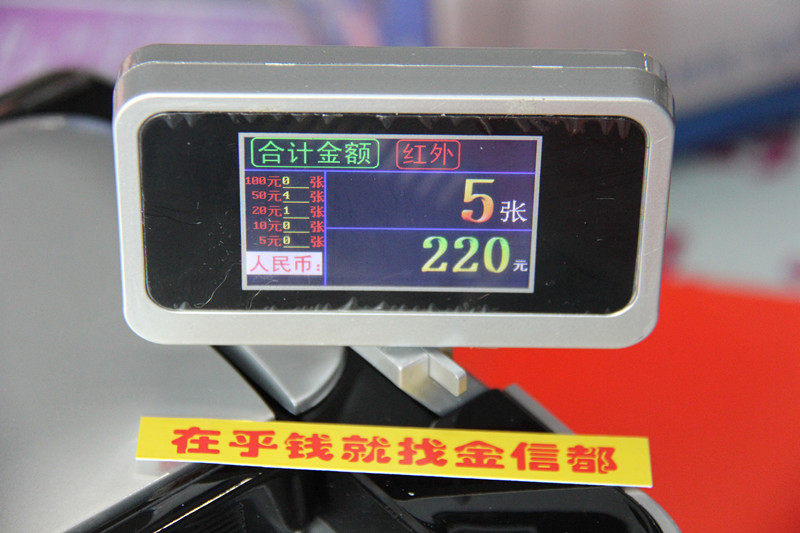 合计金额 红外
100元0张
50元4张
20元1张
10元0张
5元0张
人民币:
5张
220元
在乎钱就找金信都